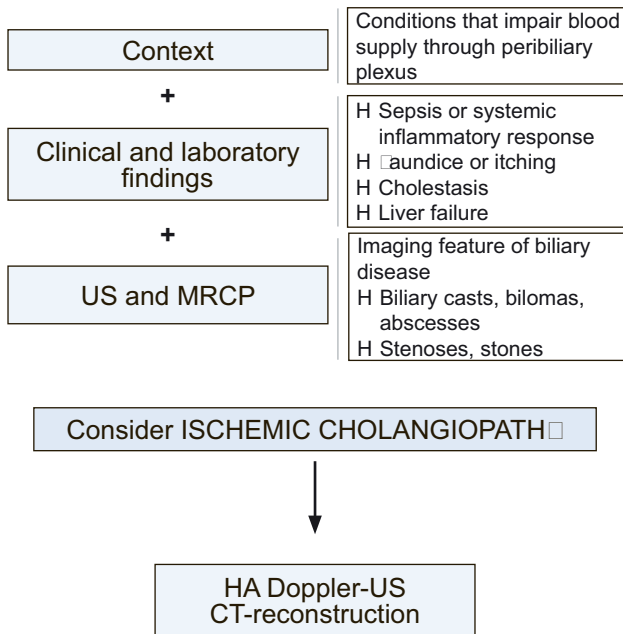 Context
Conditions that impair blood
supply through peribiliary
plexus
+
Clinical and laboratory
findings
H Sepsis or systemic
inflammatory response
H □aundice or itching
H Cholestasis
H Liver failure
+
US and MRCP
Imaging feature of biliary
disease
H Biliary casts, bilomas,
abscesses
H Stenoses, stones
Consider ISCHEMIC CHOLANGIOPATH□
HA Doppler-US
CT-reconstruction